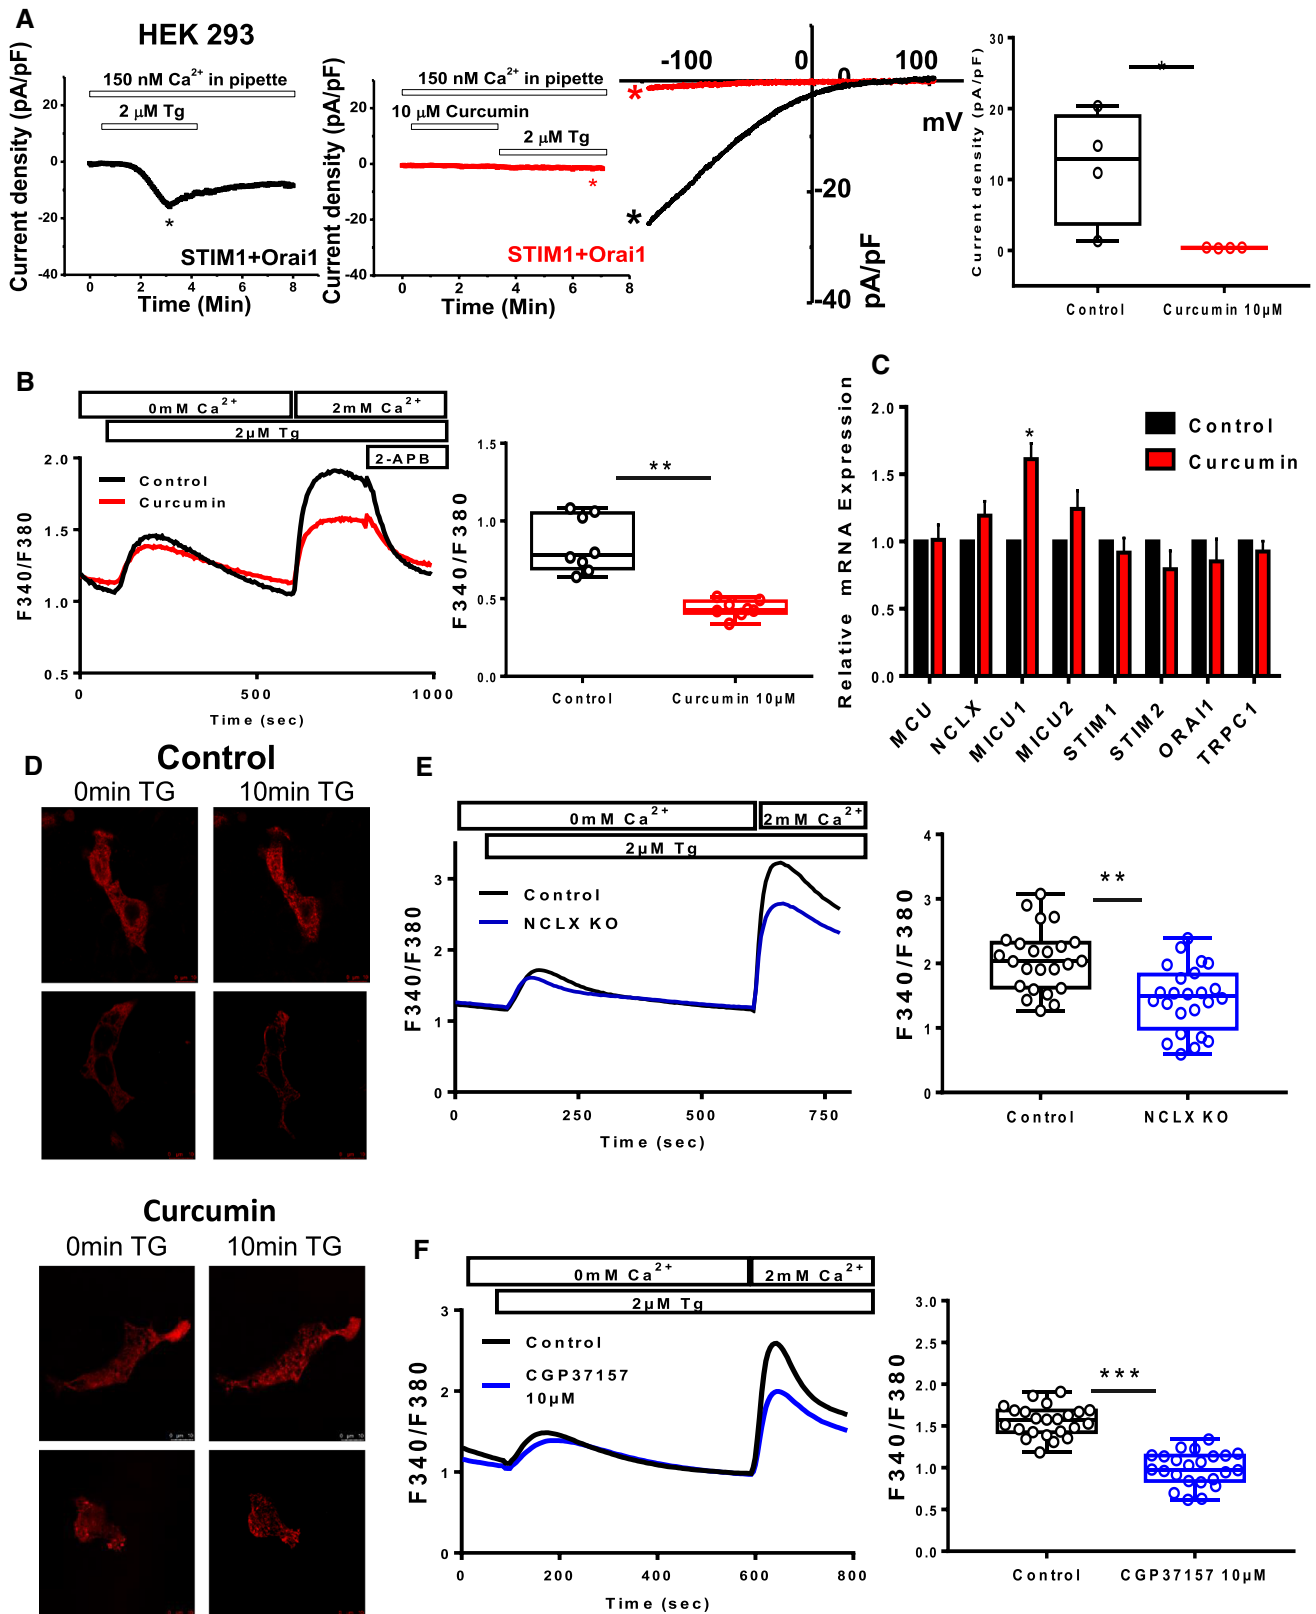 A
HEK 293
Current density (pA/pF)
150 nM Ca2+ in pipette
2 μM Tg
20
0
-20
-40
*
STIM1+Orai1
0 2 4 6 8
Time (Min)
Current density (pA/pF)
150 nM Ca2+ in pipette
10 μM Curcumin
2 μM Tg
20
0
-20
-40
*
STIM1+Orai1
0 2 4 6 8
Time (Min)
-100 0 100
0
*
mV
-20
*
-40
pA/pF
Current density (pA/pF)
30
20
10
0
*
Control Curcumin 10μM
B
0mM Ca2+ 2mM Ca2+
2μM Tg
2-APB
Control
Curcumin
F340/F380
2.0
1.5
1.0
0.5
0 500 1000
Time (sec)
F340/F380
1.5
1.0
0.5
0.0
**
Control Curcumin 10μM
C
Relative mRNA Expression
2.0
1.5
1.0
0.5
0.0
*
Control
Curcumin
MCU
NCLX
MICU1
MICU2
STIM1
STIM2
ORAI1
TRPC1
D
Control
0min TG 10min TG
Curcumin
0min TG 10min TG
E
0mM Ca2+ 2mM Ca2+
2μM Tg
Control
NCLX KO
F340/F380
3
2
1
0
0 250 500 750
Time (sec)
F340/F380
4
3
2
1
0
**
Control NCLX KO
F
0mM Ca2+ 2mM Ca2+
2μM Tg
Control
CGP37157
10μM
F340/F380
3
2
1
0
0 200 400 600 800
Time (sec)
F340/F380
3.0
2.5
2.0
1.5
1.0
0.5
0.0
***
Control CGP37157 10μM